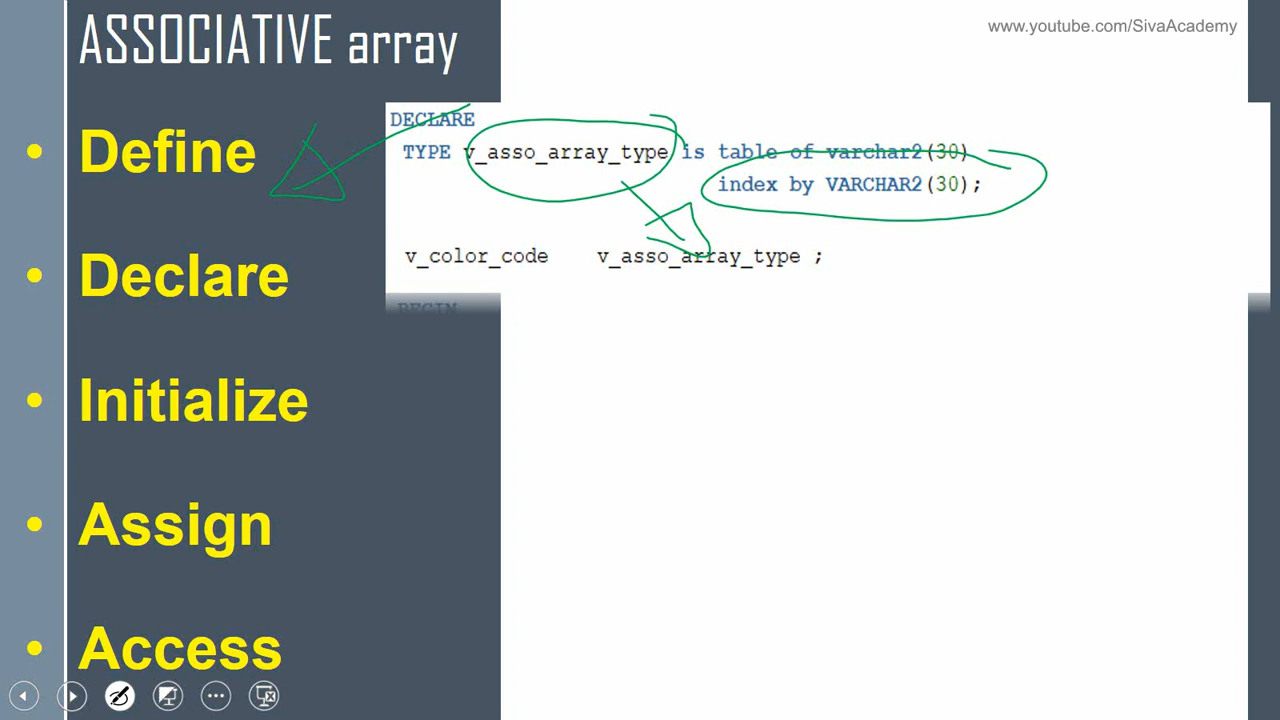 ASSOCIATIVE array
www.youtube.com/SivaAcademy
• Define
• Declare
• Initialize
• Assign
• Access
DECLARE
TYPE v_asso_array_type is table of varchar2(30)
index by VARCHAR2(30);
v_color_code v_asso_array_type ;
BEGIN